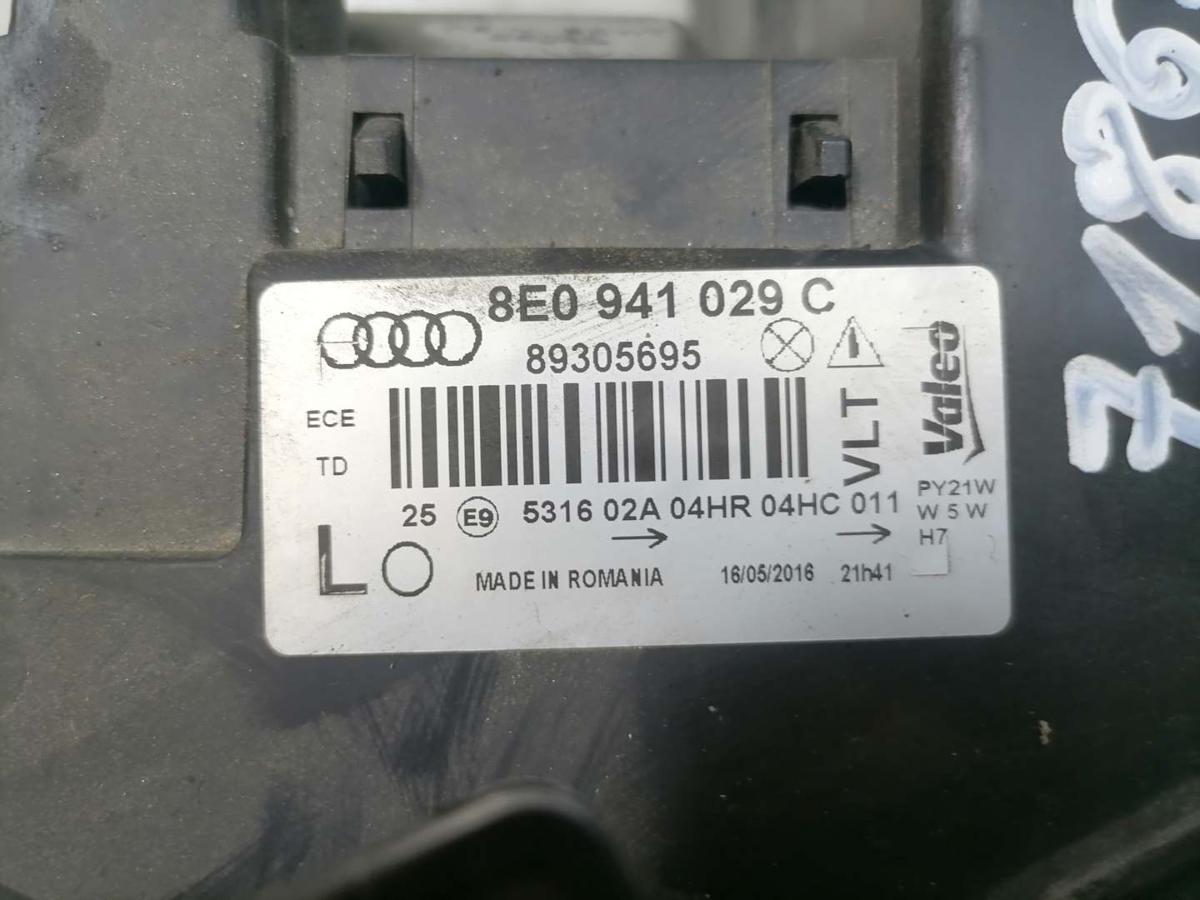 8E0 941 029 C
89305695
ECE
TD
VLT
Valeo
25 E9 5316 02A 04HR 04HC 011
PY21W
W 5 W
H7
L
MADE IN ROMANIA 16/05/2016 21h41